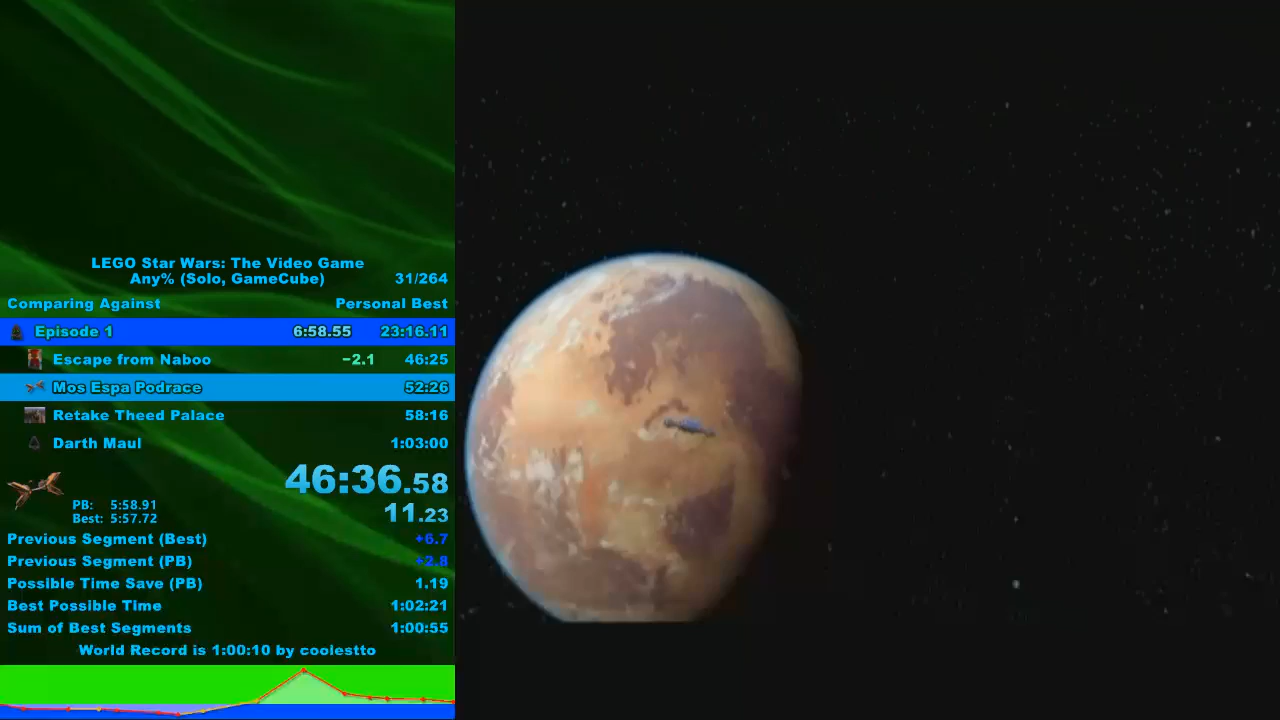 LEGO Star Wars: The Video Game
Any% (Solo, GameCube) 31/264
Comparing Against Personal Best
Episode 1 6:58.55 23:16.11
Escape from Naboo −2.1 46:25
Mos Espa Podrace 52:26
Retake Theed Palace 58:16
Darth Maul 1:03:00
46:36.58
PB: 5:58.91
11.23
Best: 5:57.72
Previous Segment (Best) +6.7
Previous Segment (PB) +2.8
Possible Time Save (PB) 1.19
Best Possible Time 1:02:21
Sum of Best Segments 1:00:55
World Record is 1:00:10 by coolestto